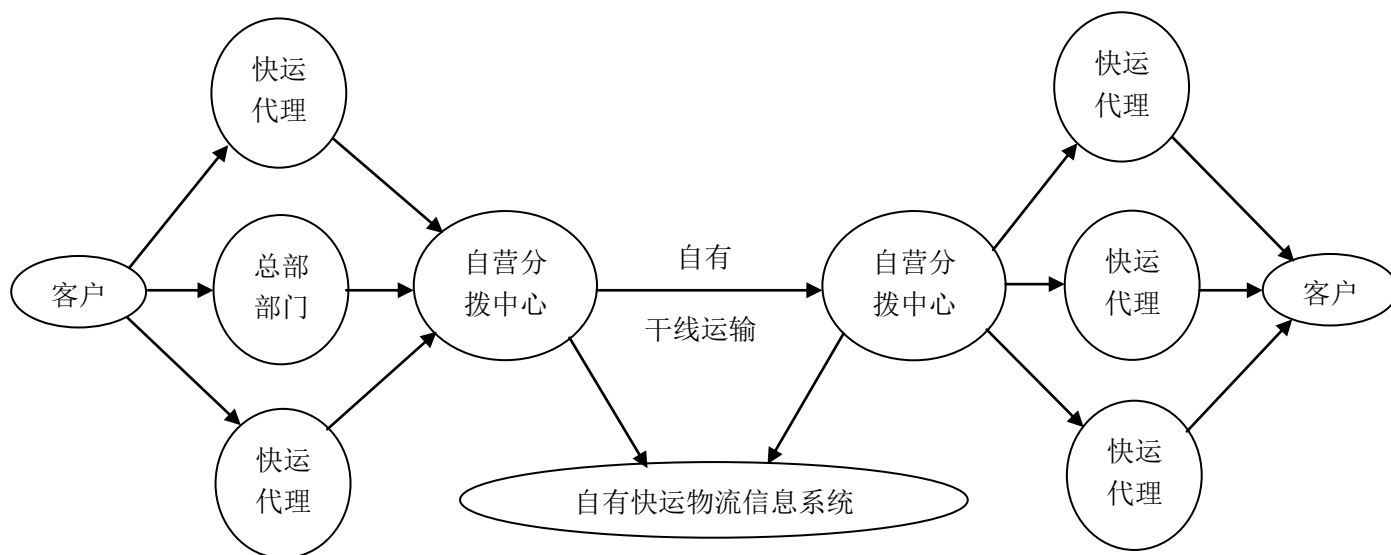 快运
代理
快运
代理
总部
部门
自营分
拨中心
自有
自营分
拨中心
快运
代理
客户
干线运输
客户
快运
代理
快运
代理
自有快运物流信息系统